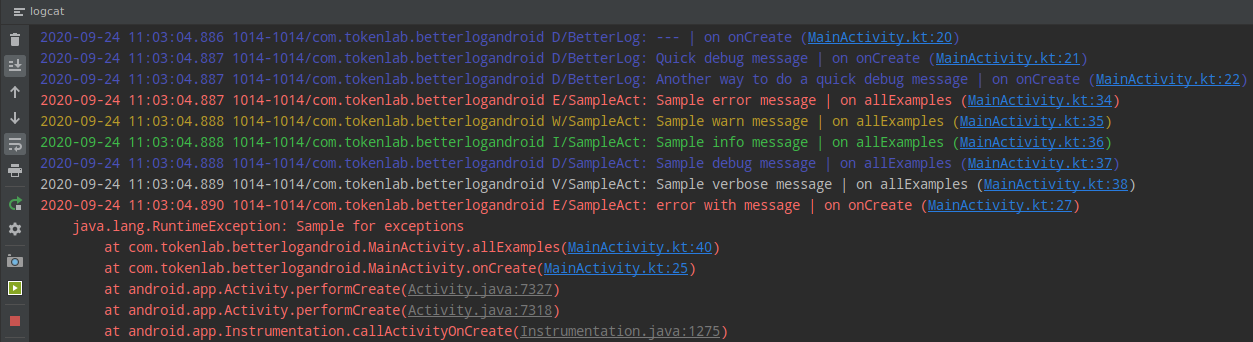 logcat
2020-09-24 11:03:04.886 1014-1014/com.tokenlab.betterlogandroid D/BetterLog: --- | on onCreate (MainActivity.kt:20)
2020-09-24 11:03:04.887 1014-1014/com.tokenlab.betterlogandroid D/BetterLog: Quick debug message | on onCreate (MainActivity.kt:21)
2020-09-24 11:03:04.887 1014-1014/com.tokenlab.betterlogandroid D/BetterLog: Another way to do a quick debug message | on onCreate (MainActivity.kt:22)
2020-09-24 11:03:04.887 1014-1014/com.tokenlab.betterlogandroid E/SampleAct: Sample error message | on allExamples (MainActivity.kt:34)
2020-09-24 11:03:04.888 1014-1014/com.tokenlab.betterlogandroid W/SampleAct: Sample warn message | on allExamples (MainActivity.kt:35)
2020-09-24 11:03:04.888 1014-1014/com.tokenlab.betterlogandroid I/SampleAct: Sample info message | on allExamples (MainActivity.kt:36)
2020-09-24 11:03:04.888 1014-1014/com.tokenlab.betterlogandroid D/SampleAct: Sample debug message | on allExamples (MainActivity.kt:37)
2020-09-24 11:03:04.889 1014-1014/com.tokenlab.betterlogandroid V/SampleAct: Sample verbose message | on allExamples (MainActivity.kt:38)
2020-09-24 11:03:04.890 1014-1014/com.tokenlab.betterlogandroid E/SampleAct: error with message | on onCreate (MainActivity.kt:27)
java.lang.RuntimeException: Sample for exceptions
at com.tokenlab.betterlogandroid.MainActivity.allExamples(MainActivity.kt:40)
at com.tokenlab.betterlogandroid.MainActivity.onCreate(MainActivity.kt:25)
at android.app.Activity.performCreate(Activity.java:7327)
at android.app.Activity.performCreate(Activity.java:7318)
at android.app.Instrumentation.callActivityOnCreate(Instrumentation.java:1275)